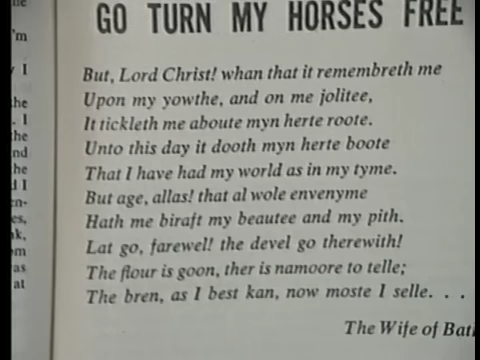 GO TURN MY HORSES FREE
But, Lord Christ! whan that it remembreth me
Upon my yowthe, and on me jolitee,
It tickleth me aboute myn herte roote.
Unto this day it dooth myn herte boote
That I have had my world as in my tyme.
But age, allas! that al wole envenyme
Hath me biraft my beautee and my pith.
Lat go, farewel! the devel go therewith!
The flour is goon, ther is namoore to telle;
The bren, as I best kan, now moste I selle. . . .
The Wife of Bat